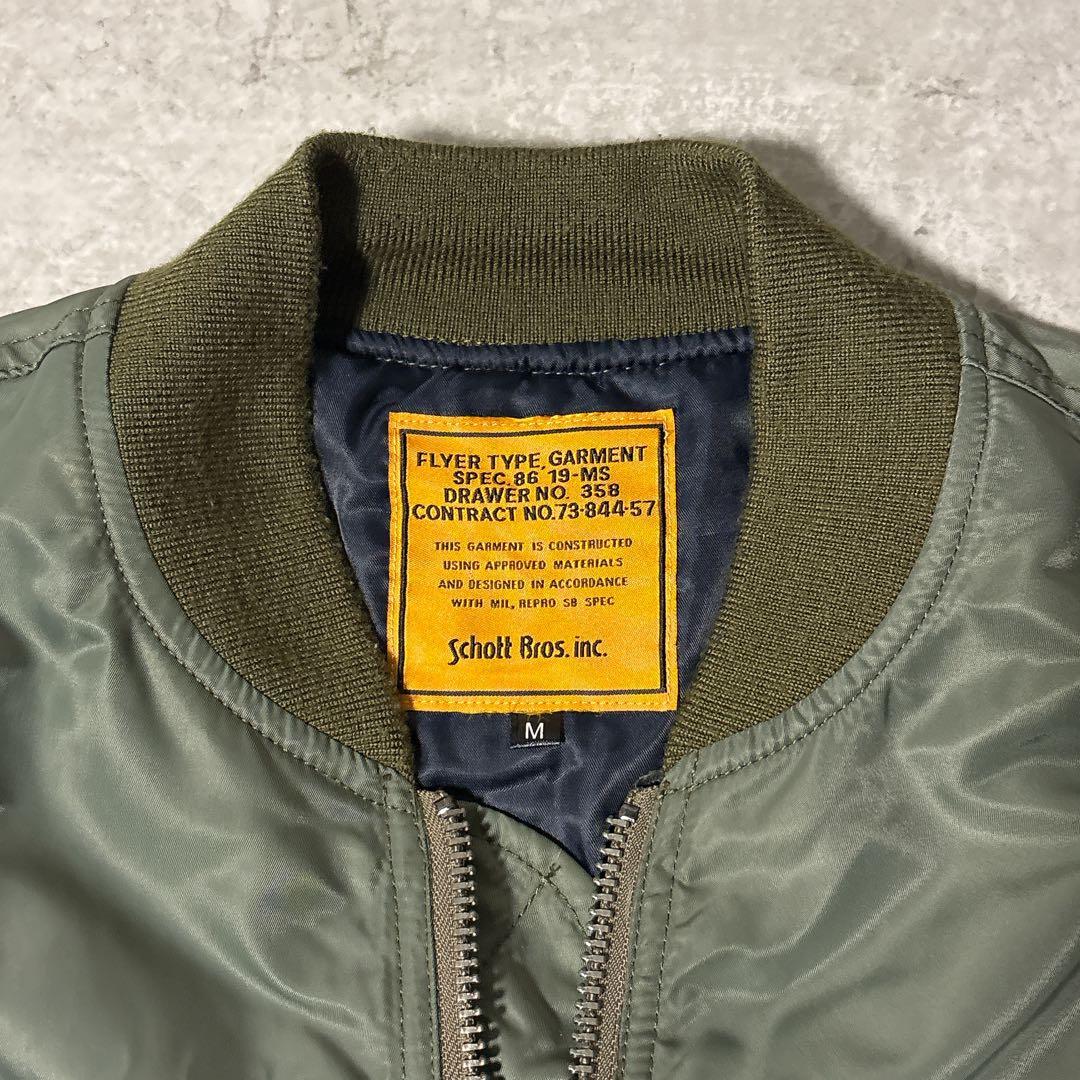 FLYER TYPE, GARMENT
SPEC. 86 19-MS
DRAWER NO. 358
CONTRACT NO. 73-844-57
THIS GARMENT IS CONSTRUCTED
USING APPROVED MATERIALS
AND DESIGNED IN ACCORDANCE
WITH MIL, REPRO SB SPEC
Schott Bros. inc.
M